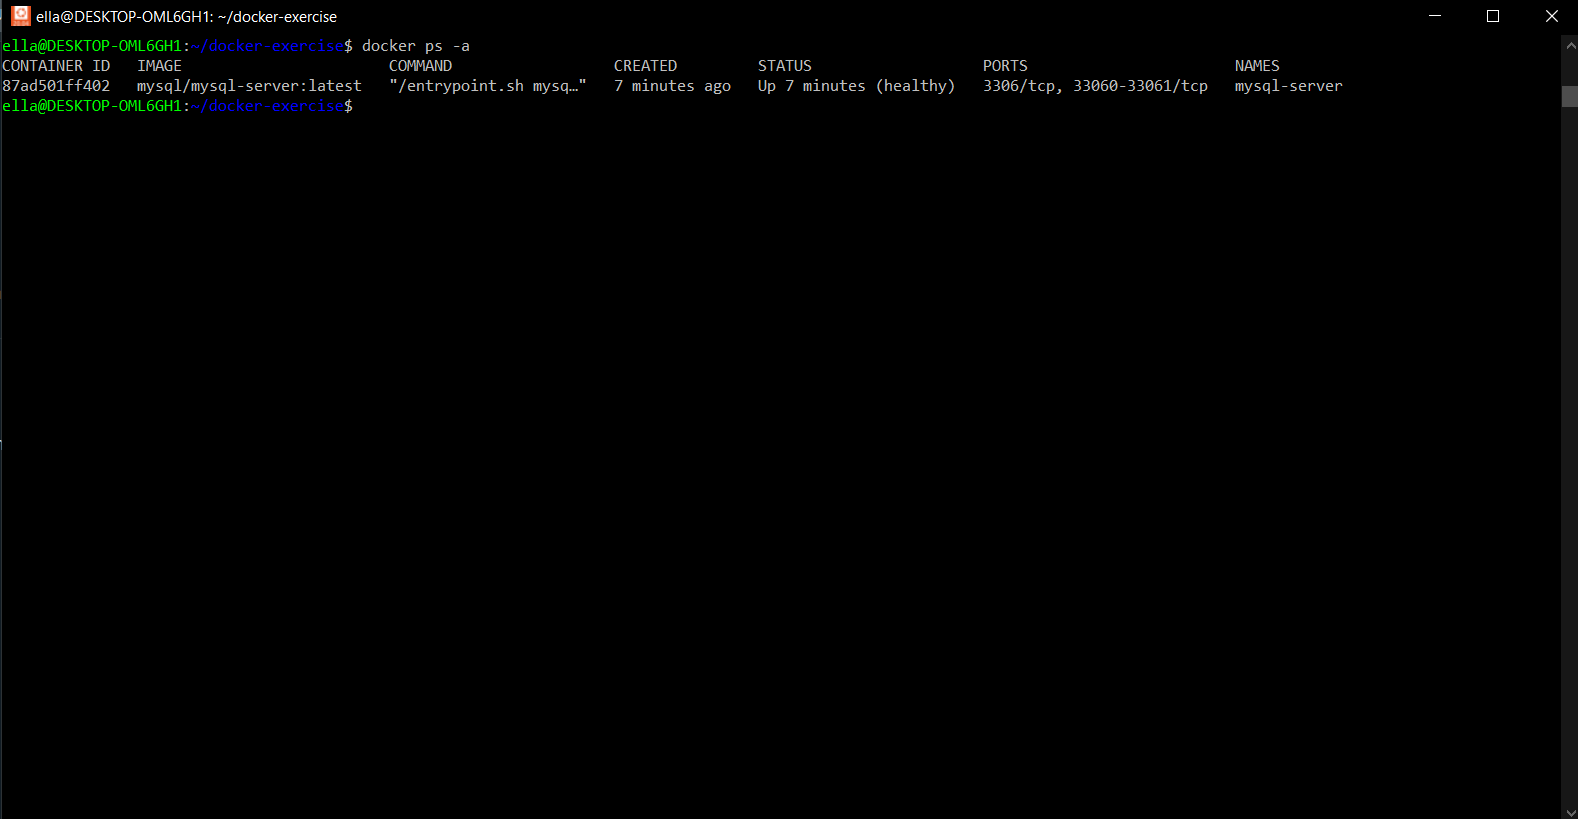 ella@DESKTOP-OML6GH1: ~/docker-exercise
ella@DESKTOP-OML6GH1:~/docker-exercise$ docker ps -a
CONTAINER ID   IMAGE                       COMMAND                  CREATED         STATUS                   PORTS                       NAMES
87ad501ff402   mysql/mysql-server:latest   "/entrypoint.sh mysq…"   7 minutes ago   Up 7 minutes (healthy)   3306/tcp, 33060-33061/tcp   mysql-server
ella@DESKTOP-OML6GH1:~/docker-exercise$